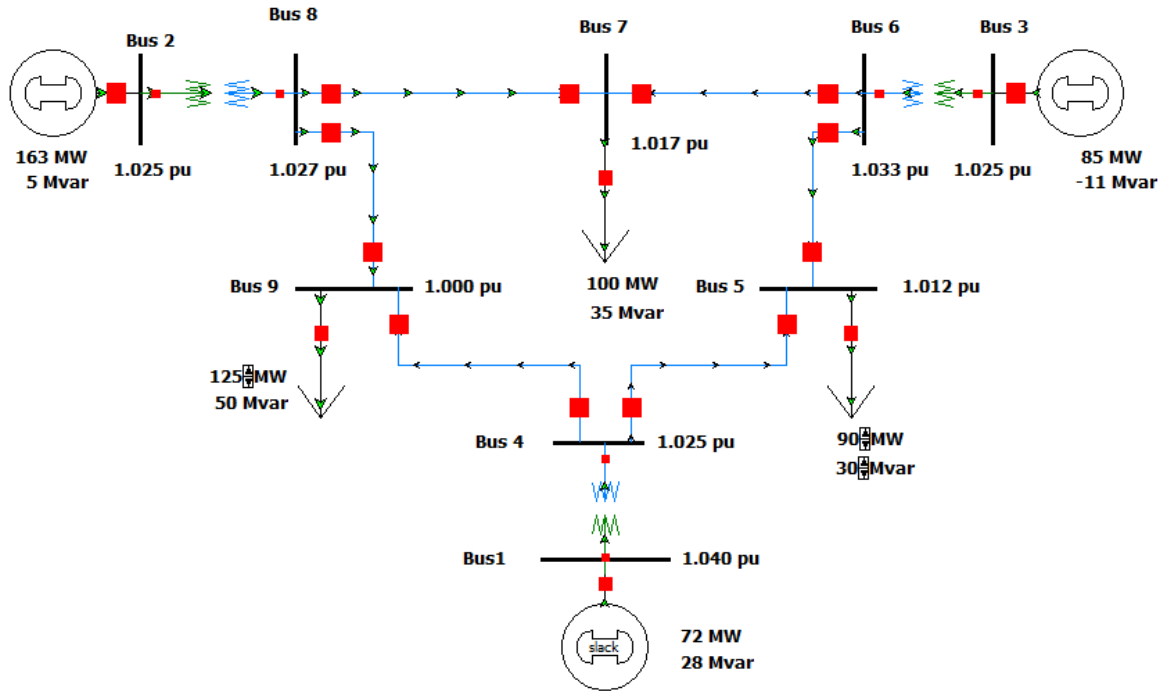 Bus 8
Bus 7
Bus 6
Bus 3
Bus 2
163 MW
5 Mvar
1.025 pu
1.027 pu
1.017 pu
1.033 pu
1.025 pu
85 MW
-11 Mvar
100 MW
35 Mvar
Bus 9
1.000 pu
Bus 5
1.012 pu
125 MW
50 Mvar
90 MW
30 Mvar
Bus 4
1.025 pu
Bus1
1.040 pu
slack
72 MW
28 Mvar